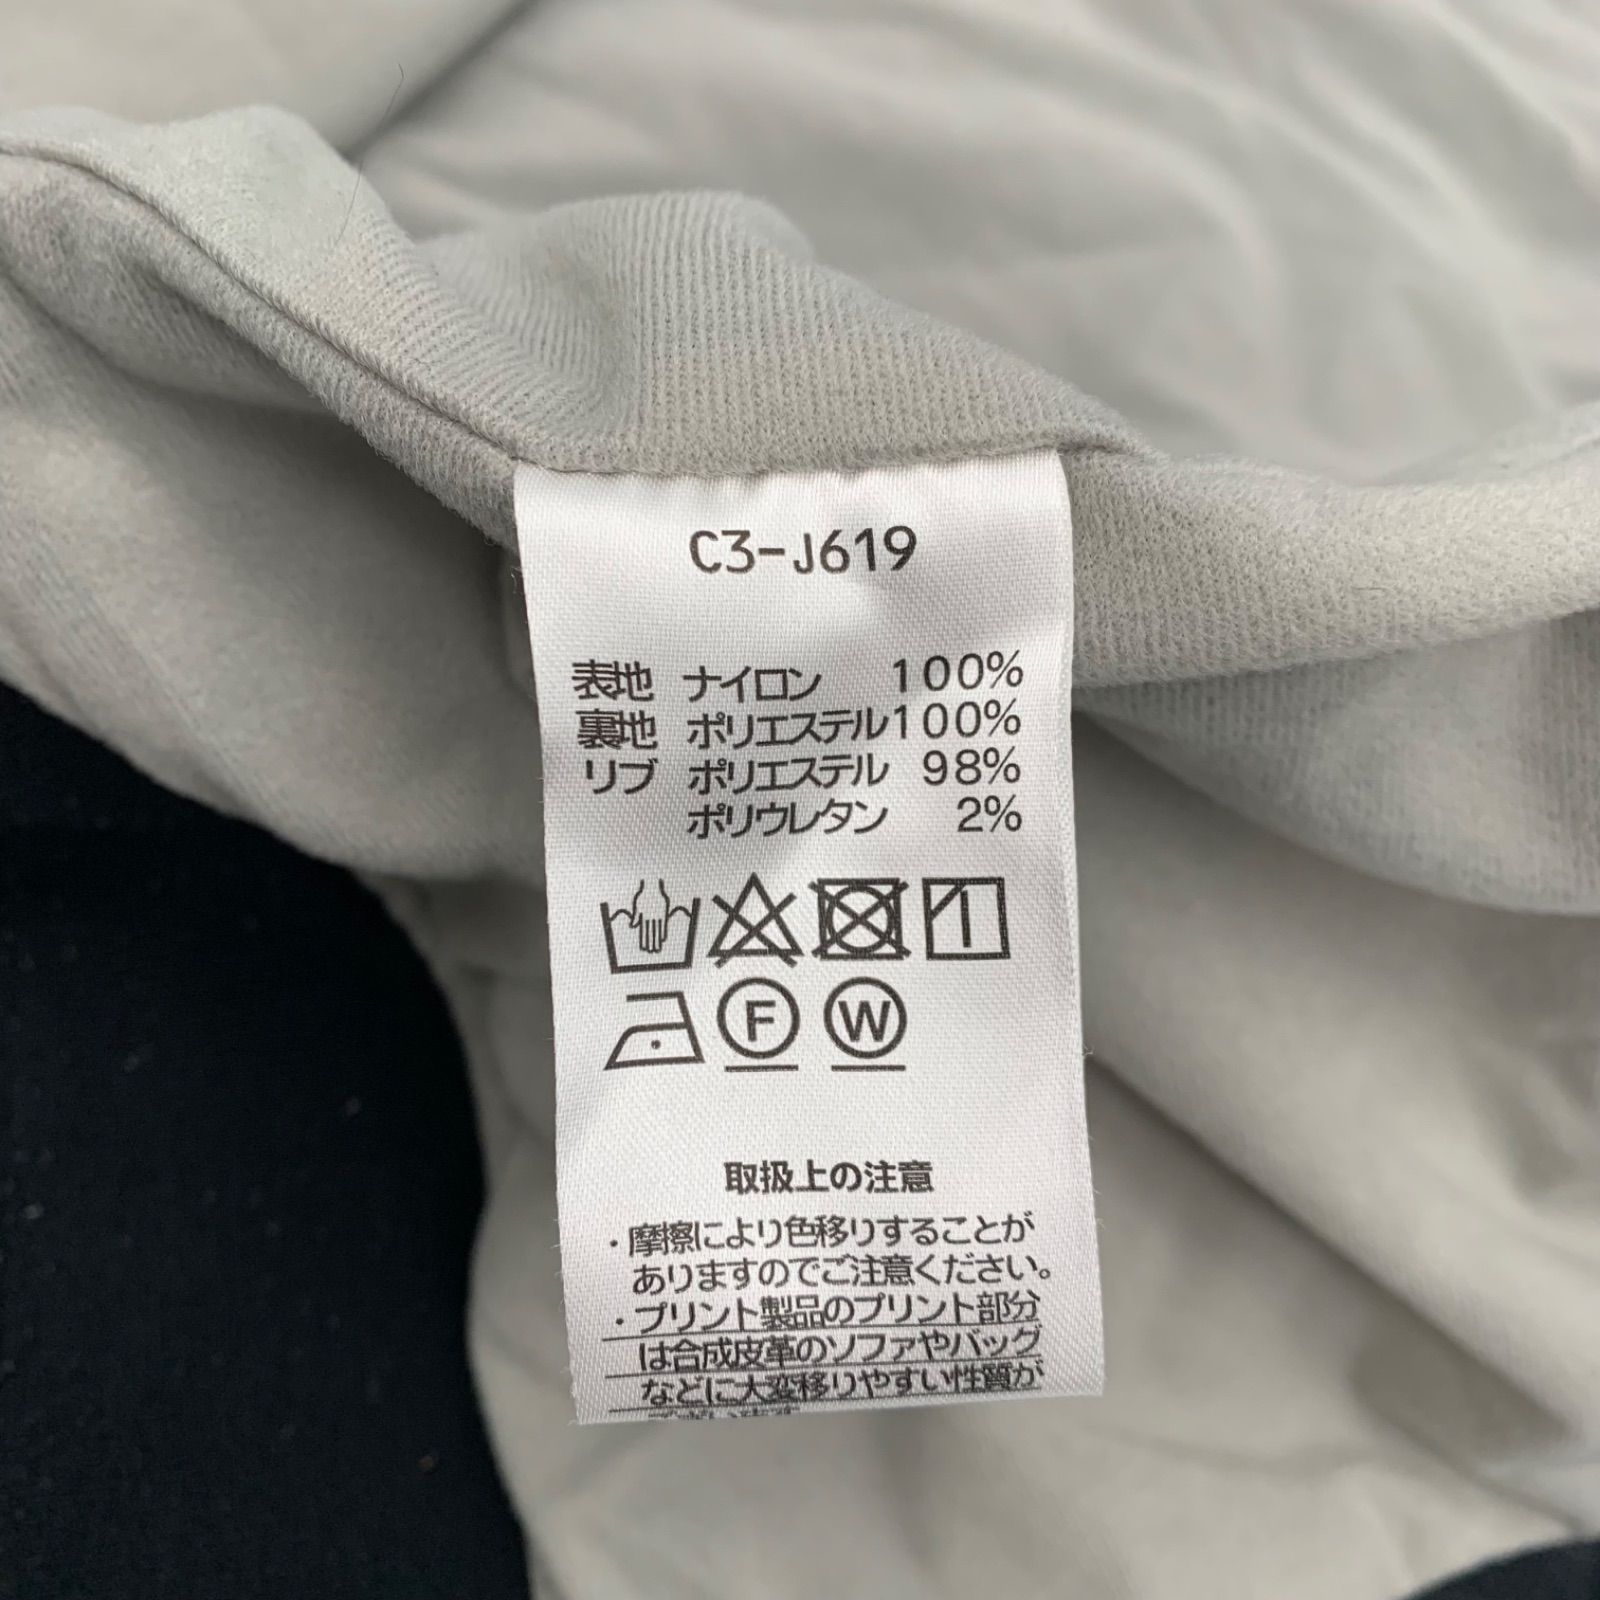 C3-J619
表地 ナイロン 100%
裏地 ポリエステル100%
リブ ポリエステル 98%
ポリウレタン 2%
F W
取扱上の注意
・摩擦により色移りすることが
ありますのでご注意ください。
・プリント製品のプリント部分
は合成皮革のソファやバッグ
などに大変移りやすい性質が